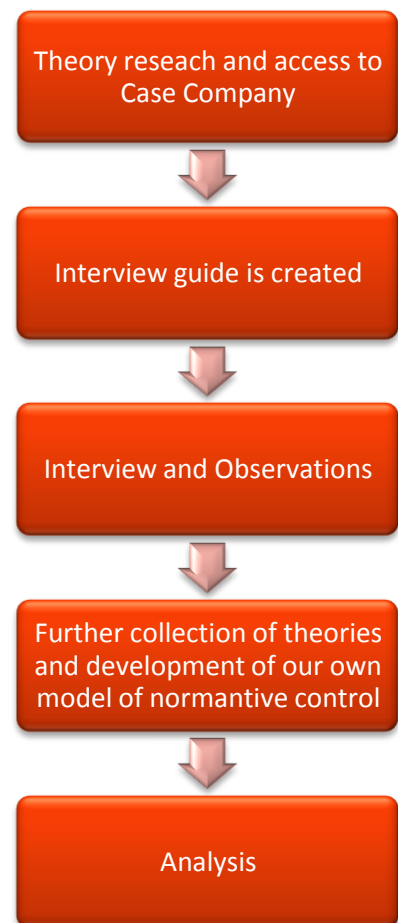 Theory reseach and access to
Case Company
Interview guide is created
Interview and Observations
Further collection of theories
and development of our own
model of normantive control
Analysis